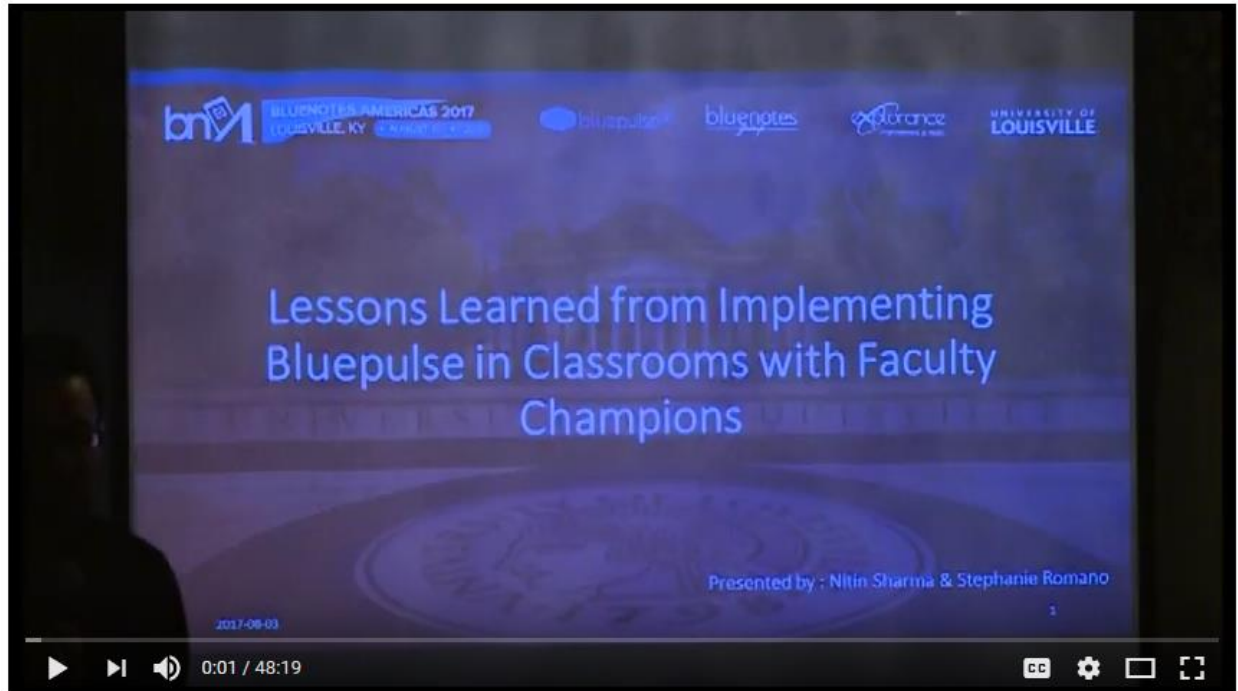 bnA
BLUENOTES AMERICAS 2017
LOUISVILLE, KY
bluepulse
bluenotes
explorance
UNIVERSITY OF
LOUISVILLE
Lessons Learned from Implementing
Bluepulse in Classrooms with Faculty
Champions
Presented by : Nitin Sharma & Stephanie Romano
2017-08-03
1
0:01 / 48:19
CC